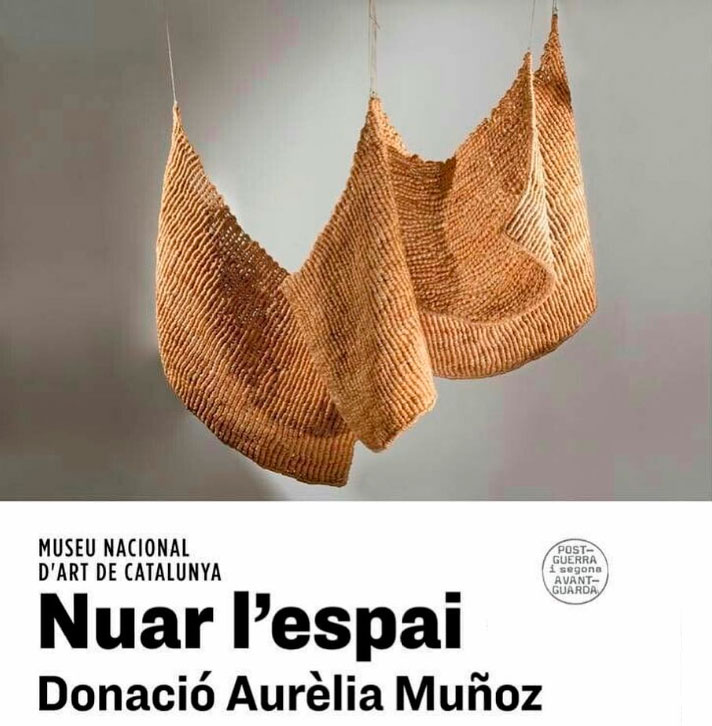 MUSEU NACIONAL
D'ART DE CATALUNYA
Nuar l’espai
Donació Aurèlia Muñoz
POST—
GUERRA
i segona
AVANT—
GUARDA